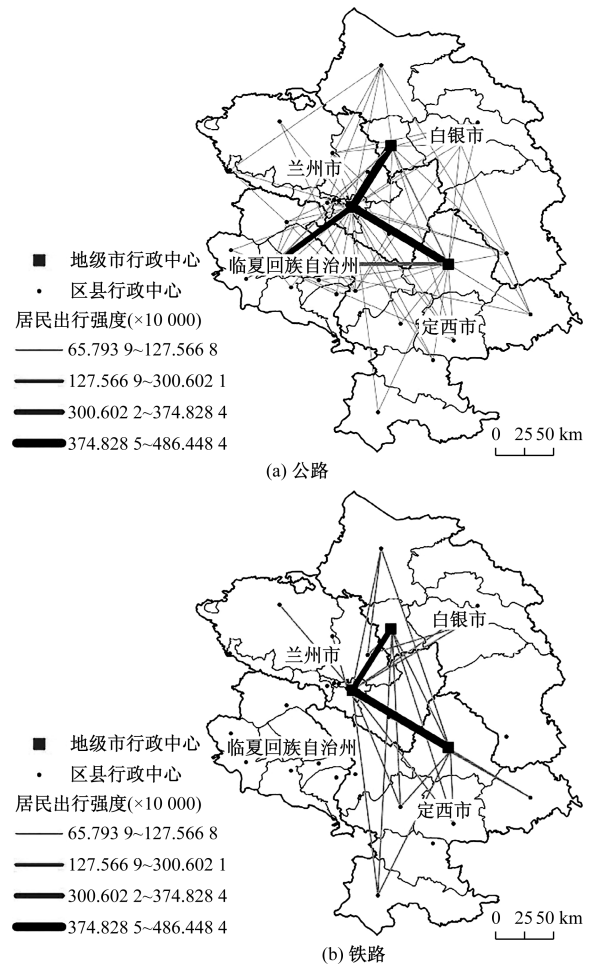 白银市
兰州市
临夏回族自治州
定西市
地级市行政中心
区县行政中心
居民出行强度(×10 000)
65.793 9~127.566 8
127.566 9~300.602 1
300.602 2~374.828 4
374.828 5~486.448 4
0 25 50 km
(a) 公路
白银市
兰州市
临夏回族自治州
定西市
地级市行政中心
区县行政中心
居民出行强度(×10 000)
65.793 9~127.566 8
127.566 9~300.602 1
300.602 2~374.828 4
374.828 5~486.448 4
0 25 50 km
(b) 铁路